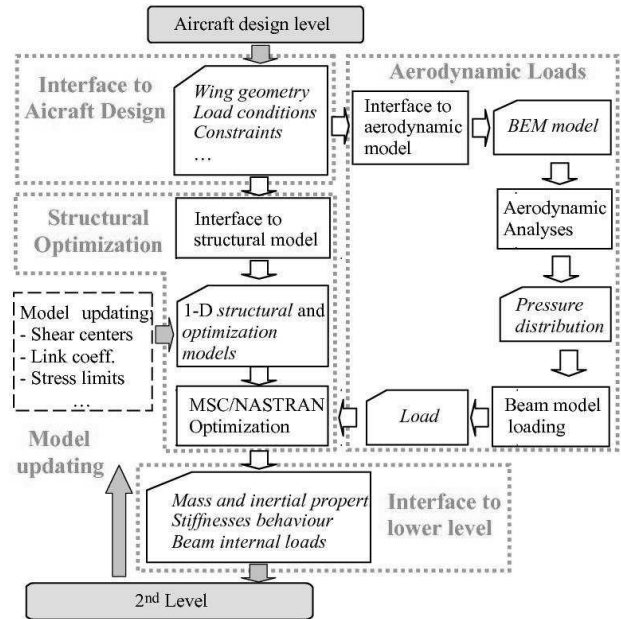 Aircraft design level
Interface to
Aicraft Design
Wing geometry
Load conditions
Constraints
…
Aerodynamic Loads
Interface to
aerodynamic
model
BEM model
Aerodynamic
Analyses
Pressure
distribution
Beam model
loading
Load
Structural
Optimization
Interface to
structural model
1-D structural and
optimization
models
Model updating
- Shear centers
- Link coeff.
- Stress limits
…
MSC/NASTRAN
Optimization
Model
updating
Mass and inertial propert
Stiffnesses behaviour
Beam internal loads
Interface to
lower level
2nd Level